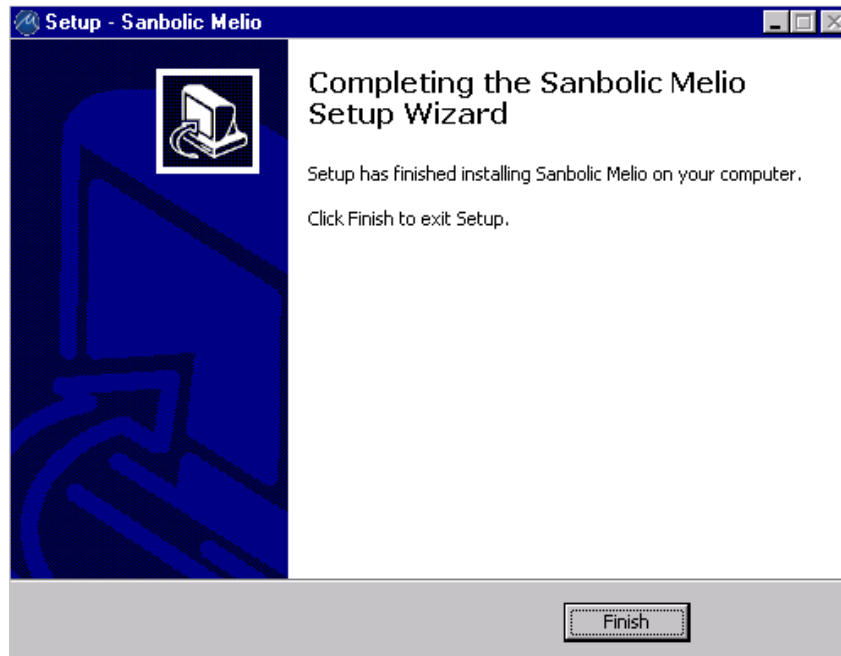 Setup - Sanbolic Melio
Completing the Sanbolic Melio
Setup Wizard
Setup has finished installing Sanbolic Melio on your computer.
Click Finish to exit Setup.
Finish